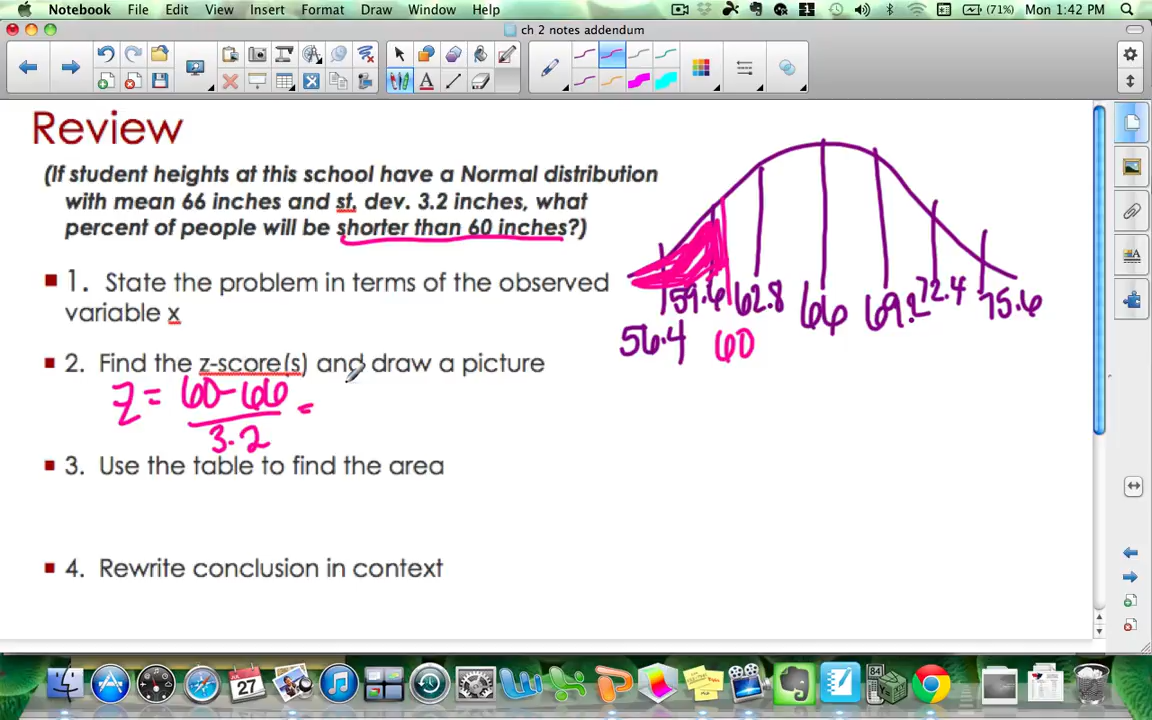 Notebook File Edit View Insert Format Draw Window Help (71%) Mon 1:42 PM
ch 2 notes addendum
Review
(If student heights at this school have a Normal distribution
with mean 66 inches and st. dev. 3.2 inches, what
percent of people will be shorter than 60 inches?)
1. State the problem in terms of the observed
variable x
2. Find the z-score(s) and draw a picture
z = 60-66 =
3.2
3. Use the table to find the area
4. Rewrite conclusion in context
59.6 62.8 66 69.2 72.4 75.6
56.4 60
27